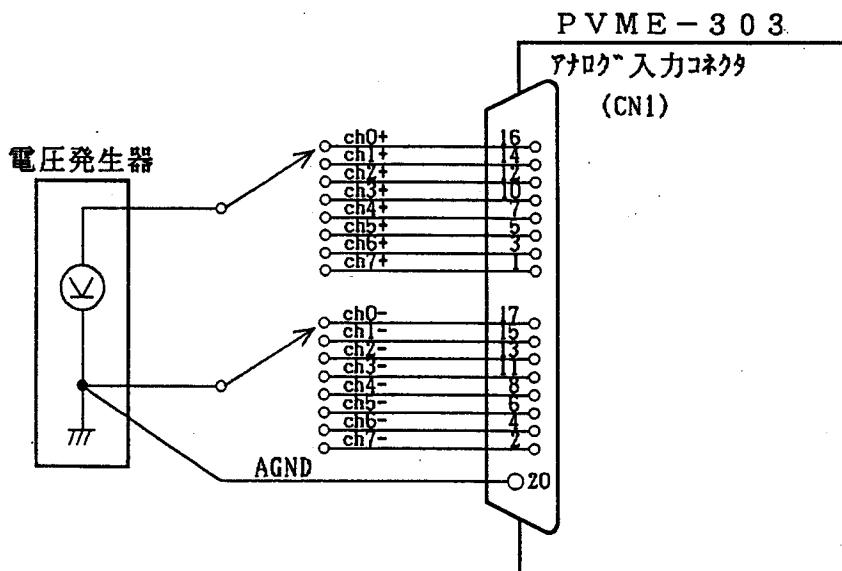 PVME-303
アナログ入力コネクタ
(CN1)
電圧発生器
ch0+ 16
ch1+ 14
ch2+ 12
ch3+ 10
ch4+ 7
ch5+ 5
ch6+ 3
ch7+ 1
V
ch0- 17
ch1- 15
ch2- 13
ch3- 11
ch4- 8
ch5- 6
ch6- 4
ch7- 2
AGND 20